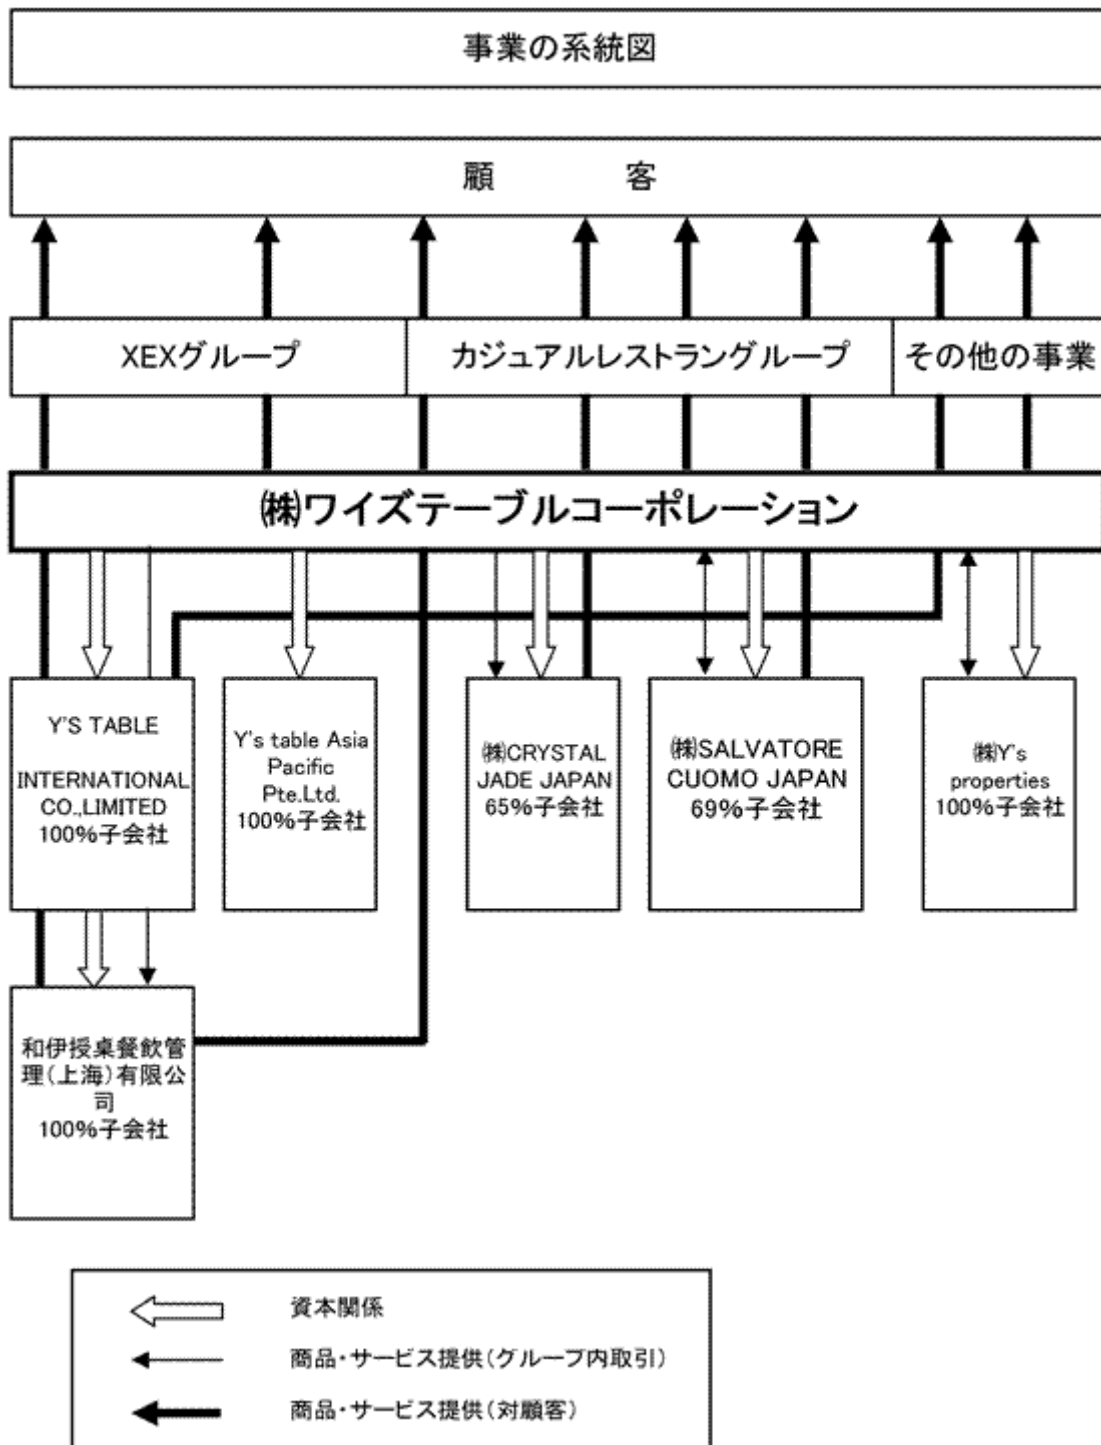 事業の系統図
顧　　　　客
XEXグループ
カジュアルレストラングループ
その他の事業
㈱ワイズテーブルコーポレーション
Y'S TABLE
INTERNATIONAL
CO.,LIMITED
100%子会社
Y's table Asia
Pacific
Pte.Ltd.
100%子会社
㈱CRYSTAL
JADE JAPAN
65%子会社
㈱SALVATORE
CUOMO JAPAN
69%子会社
㈱Y's
properties
100%子会社
和伊授桌餐飲管
理(上海)有限公
司
100%子会社
資本関係
商品・サービス提供(グループ内取引)
商品・サービス提供(対顧客)